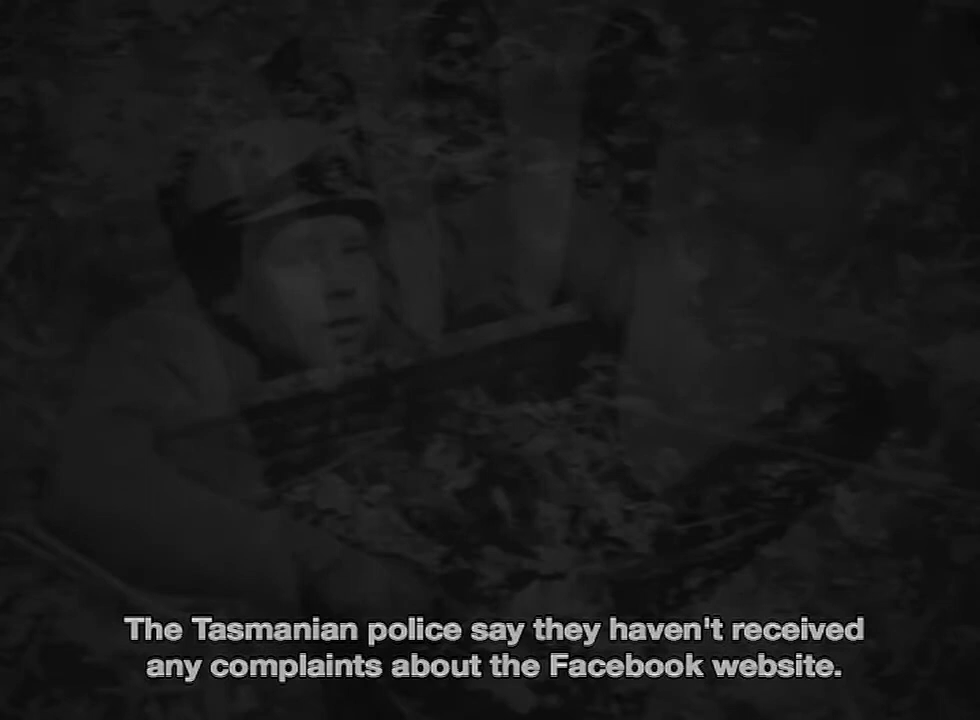 The Tasmanian police say they haven't received
any complaints about the Facebook website.